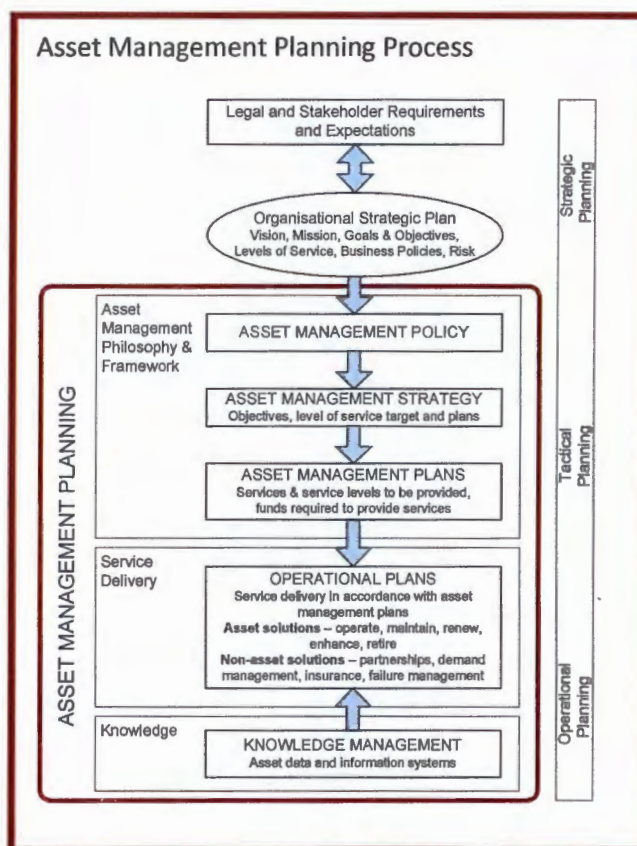 Asset Management Planning Process
Legal and Stakeholder Requirements
and Expectations
Organisational Strategic Plan
Vision, Mission, Goals & Objectives,
Levels of Service, Business Policies, Risk
Strategic
Planning
ASSET MANAGEMENT PLANNING
Asset
Management
Philosophy &
Framework
ASSET MANAGEMENT POLICY
ASSET MANAGEMENT STRATEGY
Objectives, level of service target and plans
ASSET MANAGEMENT PLANS
Services & service levels to be provided,
funds required to provide services
Tactical
Planning
Service
Delivery
OPERATIONAL PLANS
Service delivery in accordance with asset
management plans
Asset solutions – operate, maintain, renew,
enhance, retire
Non-asset solutions – partnerships, demand
management, insurance, failure management
Operational
Planning
Knowledge
KNOWLEDGE MANAGEMENT
Asset data and information systems